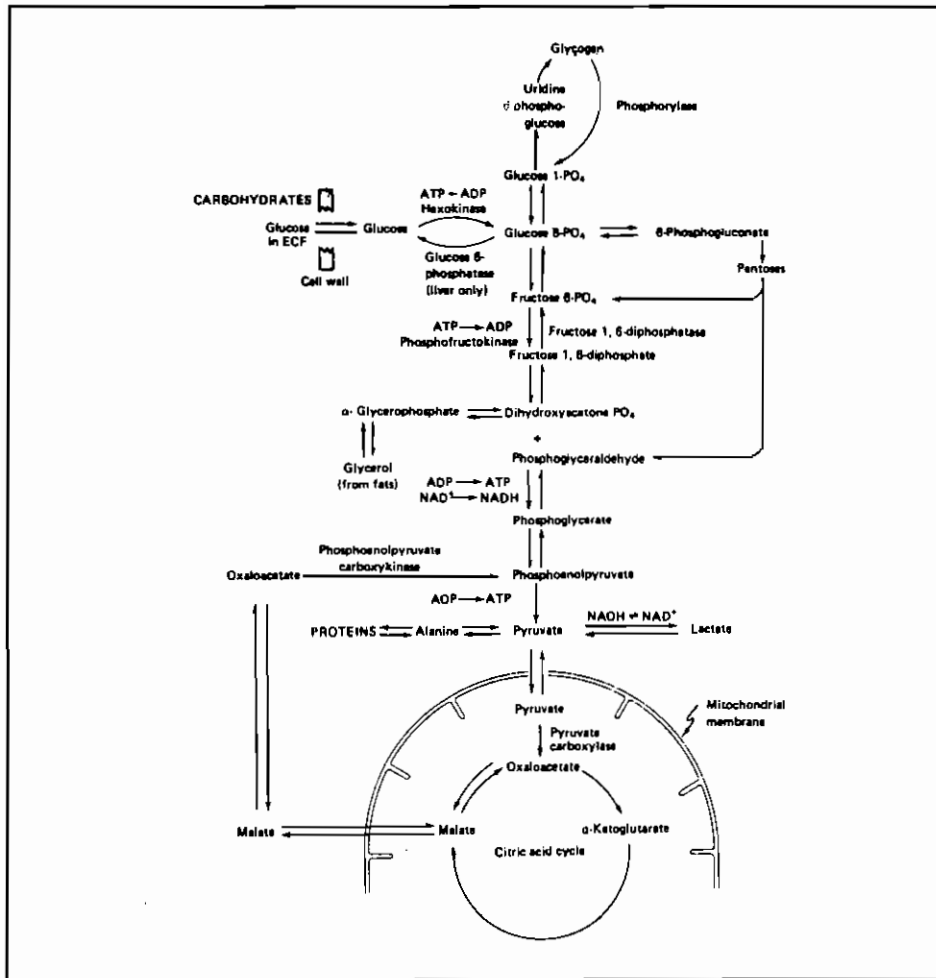 Glycogen
Uridine
diphospho-
glucose
Phosphorylase
Glucose 1-PO₄
CARBOHYDRATES
ATP ← ADP
Hexokinase
Glucose
in ECF
Glucose
Glucose 6-PO₄
6-Phosphogluconate
Cell wall
Glucose 6-
phosphatase
(liver only)
Pentoses
Fructose 6-PO₄
ATP → ADP
Phosphofructokinase
Fructose 1, 6-diphosphatase
Fructose 1, 6-diphosphate
α- Glycerophosphate
Dihydroxyacetone PO₄
+
Glycerol
(from fats)
Phosphoglyceraldehyde
ADP → ATP
NAD⁺ → NADH
Phosphoglycerate
Phosphoenolpyruvate
carboxykinase
Oxaloacetate
Phosphoenolpyruvate
ADP → ATP
PROTEINS
Alanine
Pyruvate
NADH ⇌ NAD⁺
Lactate
Pyruvate
Mitochondrial
membrane
Pyruvate
carboxylase
Oxaloacetate
Malate
Malate
α-Ketoglutarate
Citric acid cycle